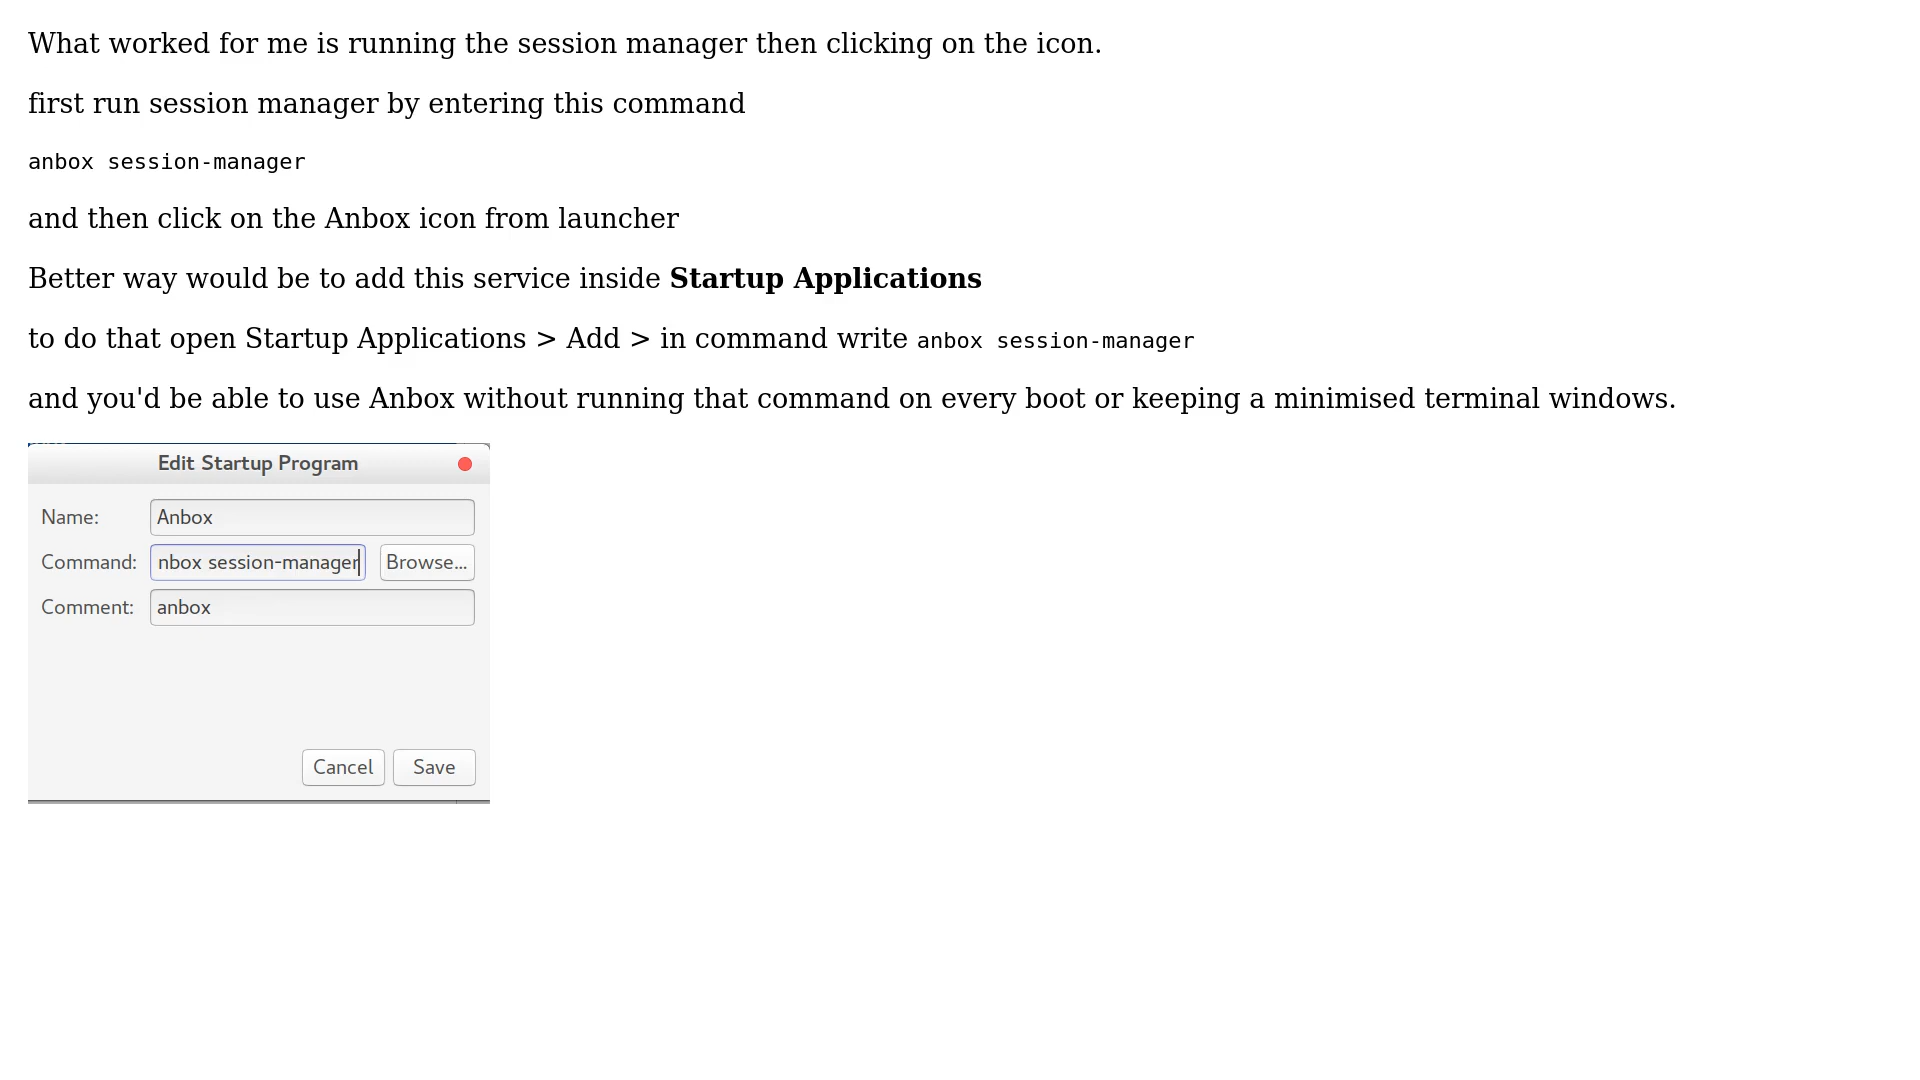 What worked for me is running the session manager then clicking on the icon.
first run session manager by entering this command
anbox session-manager
and then click on the Anbox icon from launcher
Better way would be to add this service inside Startup Applications
to do that open Startup Applications > Add > in command write anbox session-manager
and you'd be able to use Anbox without running that command on every boot or keeping a minimised terminal windows.
Edit Startup Program
Name: Anbox
Command: nbox session-manager Browse...
Comment: anbox
Cancel Save